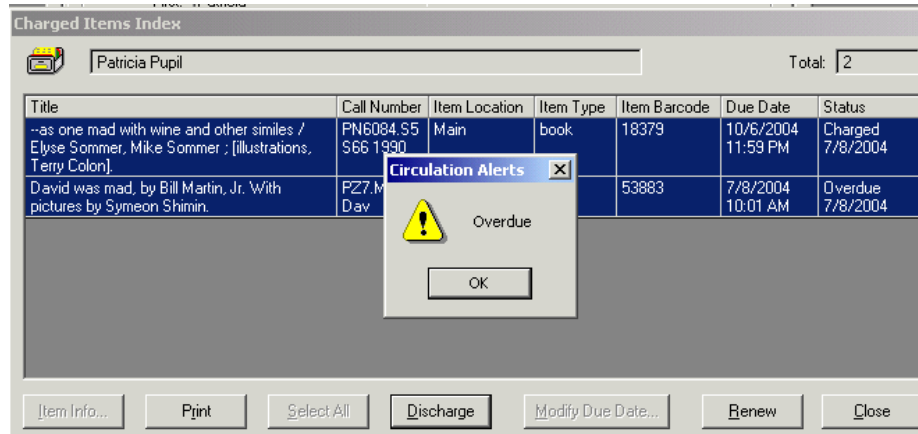 Charged Items Index
Patricia Pupil
Total: 2
Title Call Number Item Location Item Type Item Barcode Due Date Status
--as one mad with wine and other similes / PN6084.S5 Main book 18379 10/6/2004 Charged
Elyse Sommer, Mike Sommer ; [illustrations, S66 1990 11:59 PM 7/8/2004
Terry Colon].
David was mad, by Bill Martin, Jr. With PZ7.M 53883 7/8/2004 Overdue
pictures by Symeon Shimin. Dav 10:01 AM 7/8/2004
Circulation Alerts
Overdue
OK
Item Info... Print Select All Discharge Modify Due Date... Renew Close